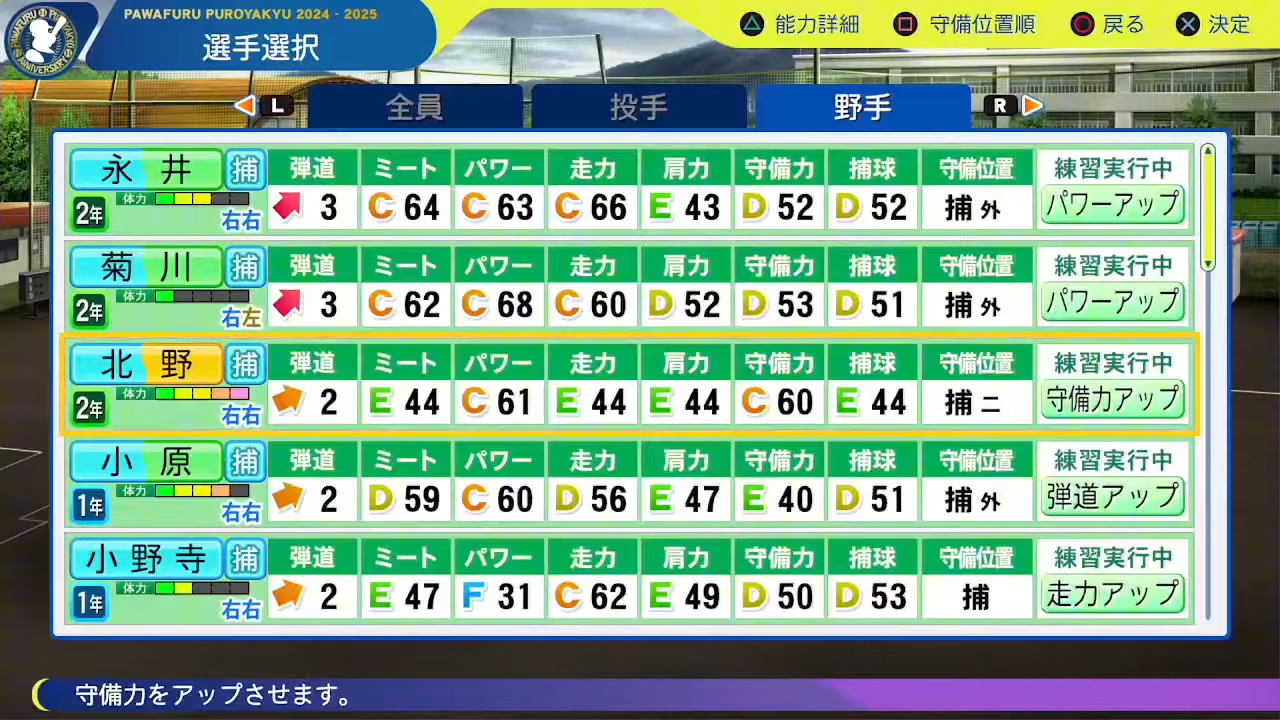 PAWAFURU PUROYAKYU 2024 - 2025
選手選択
能力詳細 守備位置順 戻る 決定
L 全員 投手 野手 R
永井 捕 弾道 ミート パワー 走力 肩力 守備力 捕球 守備位置 練習実行中
2年 体力 右右 3 C 64 C 63 C 66 E 43 D 52 D 52 捕 外 パワーアップ
菊川 捕 弾道 ミート パワー 走力 肩力 守備力 捕球 守備位置 練習実行中
2年 体力 右左 3 C 62 C 68 C 60 D 52 D 53 D 51 捕 外 パワーアップ
北野 捕 弾道 ミート パワー 走力 肩力 守備力 捕球 守備位置 練習実行中
2年 体力 右右 2 E 44 C 61 E 44 E 44 C 60 E 44 捕 二 守備力アップ
小原 捕 弾道 ミート パワー 走力 肩力 守備力 捕球 守備位置 練習実行中
1年 体力 右右 2 D 59 C 60 D 56 E 47 E 40 D 51 捕 外 弾道アップ
小野寺 捕 弾道 ミート パワー 走力 肩力 守備力 捕球 守備位置 練習実行中
1年 体力 右右 2 E 47 F 31 C 62 E 49 D 50 D 53 捕 走力アップ
守備力をアップさせます。